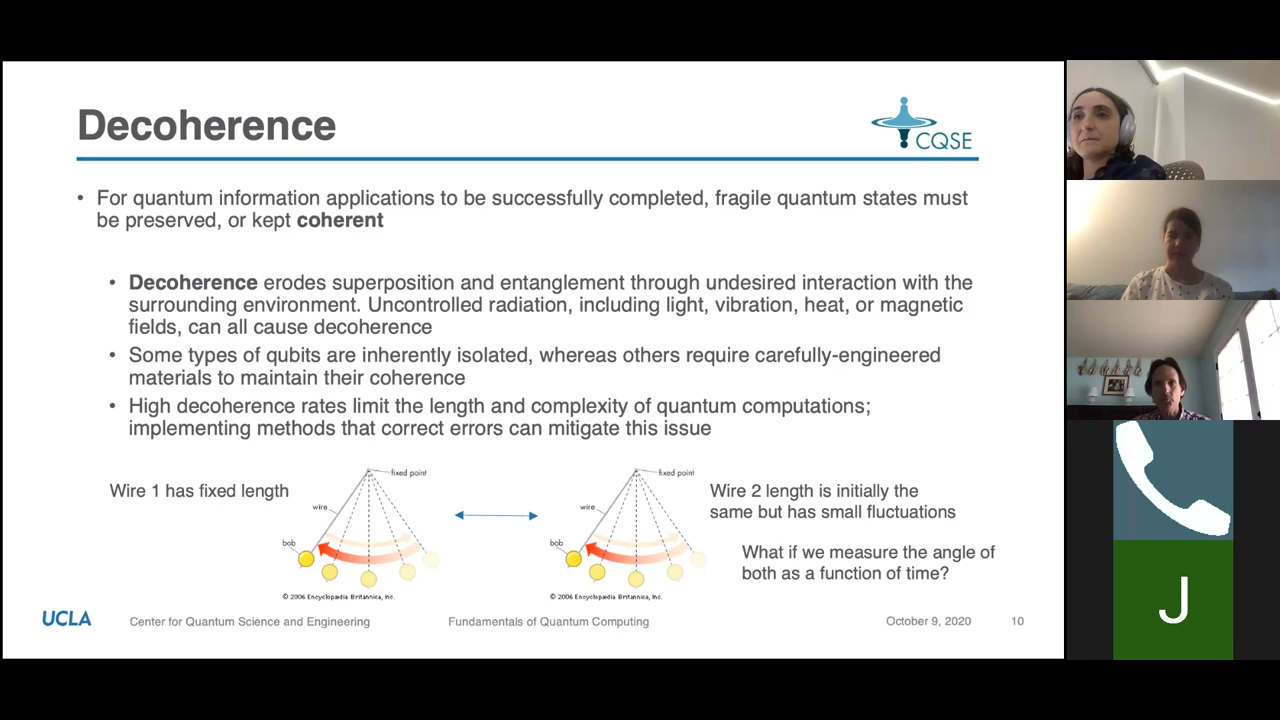 Decoherence
CQSE
• For quantum information applications to be successfully completed, fragile quantum states must
be preserved, or kept coherent
• Decoherence erodes superposition and entanglement through undesired interaction with the
surrounding environment. Uncontrolled radiation, including light, vibration, heat, or magnetic
fields, can all cause decoherence
• Some types of qubits are inherently isolated, whereas others require carefully-engineered
materials to maintain their coherence
• High decoherence rates limit the length and complexity of quantum computations;
implementing methods that correct errors can mitigate this issue
Wire 1 has fixed length
fixed point
wire
bob
© 2006 Encyclopædia Britannica, Inc.
fixed point
wire
bob
© 2006 Encyclopædia Britannica, Inc.
Wire 2 length is initially the
same but has small fluctuations
What if we measure the angle of
both as a function of time?
UCLA
Center for Quantum Science and Engineering
Fundamentals of Quantum Computing
October 9, 2020
10
J